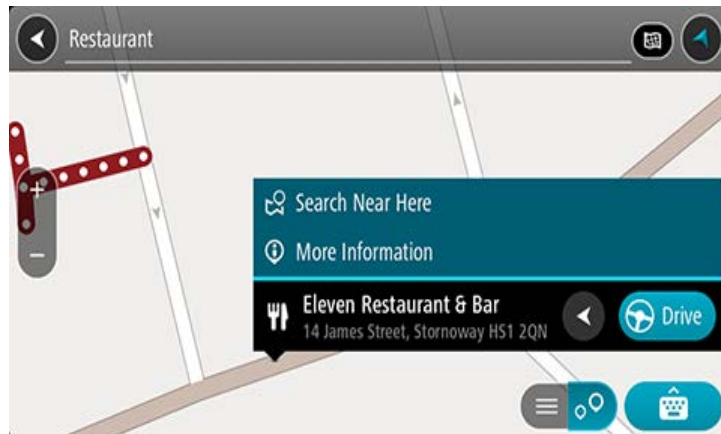 Restaurant
Search Near Here
More Information
Eleven Restaurant & Bar
14 James Street, Stornoway HS1 2QN
Drive